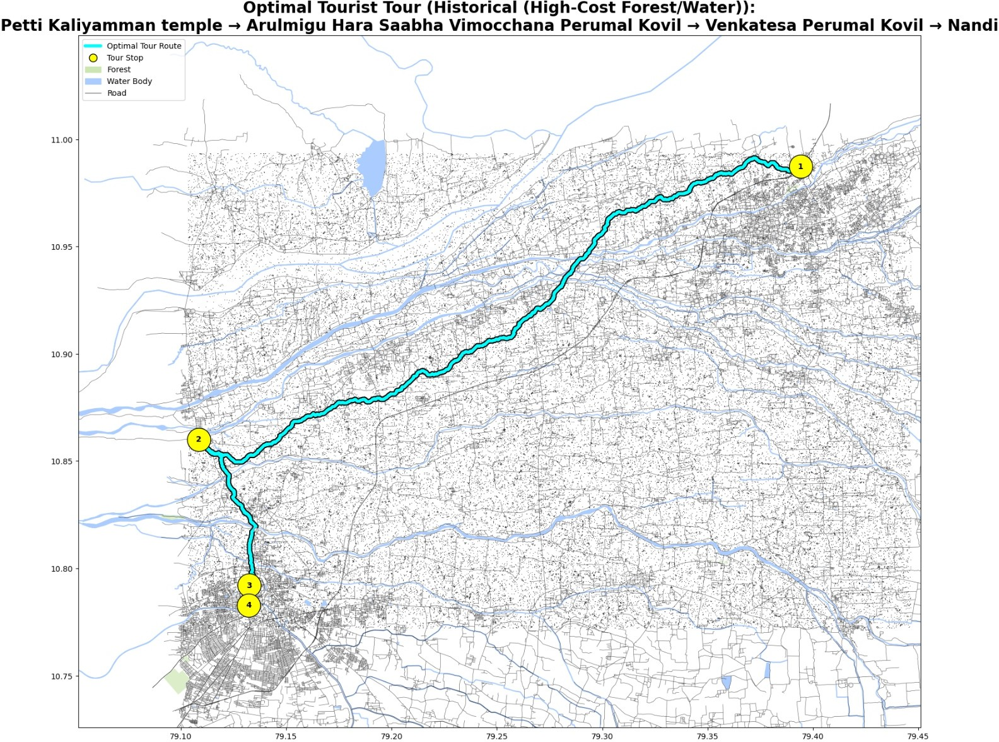 Optimal Tourist Tour (Historical (High-Cost Forest/Water)):
Petti Kaliyamman temple → Arulmigu Hara Saabha Vimocchana Perumal Kovil → Venkatesa Perumal Kovil → Nandi
Optimal Tour Route
Tour Stop
Forest
Water Body
Road
11.00
10.95
10.90
10.85
10.80
10.75
1
2
3
4
79.10 79.15 79.20 79.25 79.30 79.35 79.40 79.45